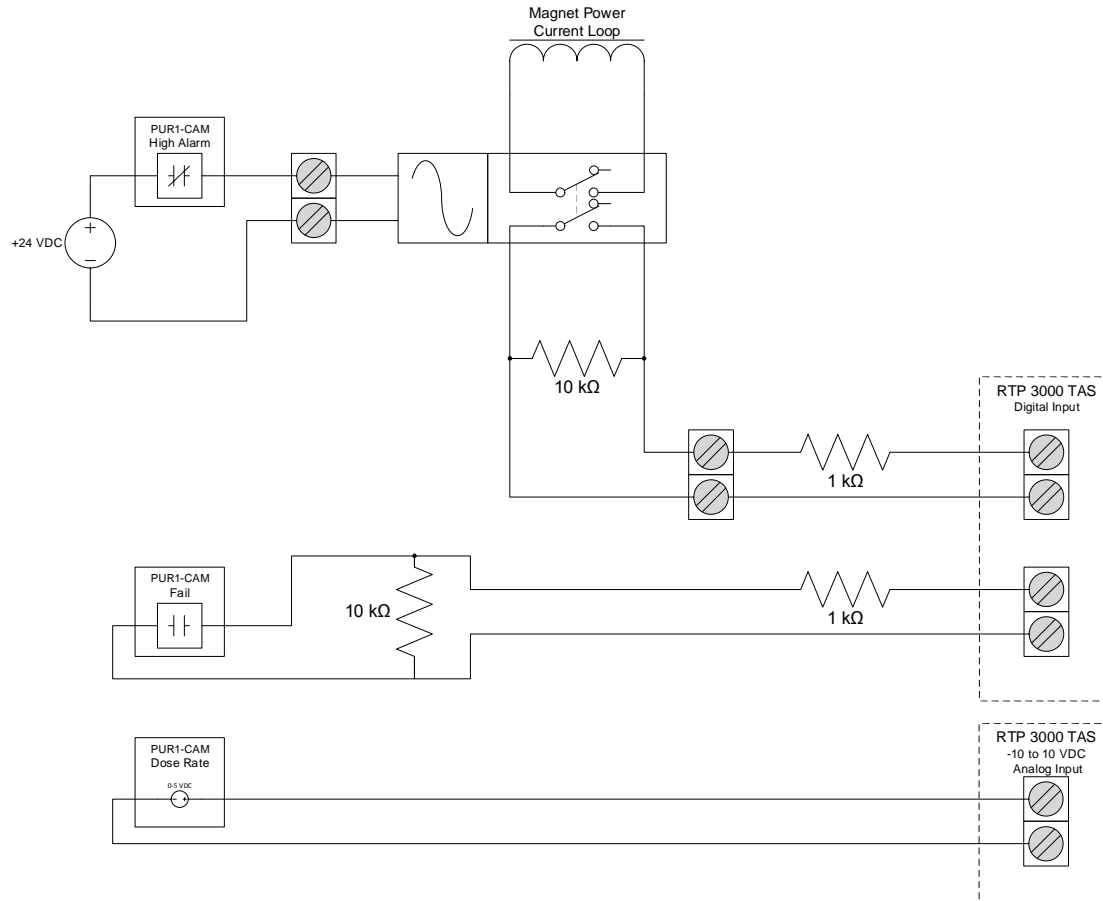 Magnet Power
Current Loop
PUR1-CAM
High Alarm
+24 VDC
+
−
10 kΩ
RTP 3000 TAS
Digital Input
1 kΩ
PUR1-CAM
Fail
10 kΩ
1 kΩ
PUR1-CAM
Dose Rate
0-5 VDC
- +
RTP 3000 TAS
-10 to 10 VDC
Analog Input